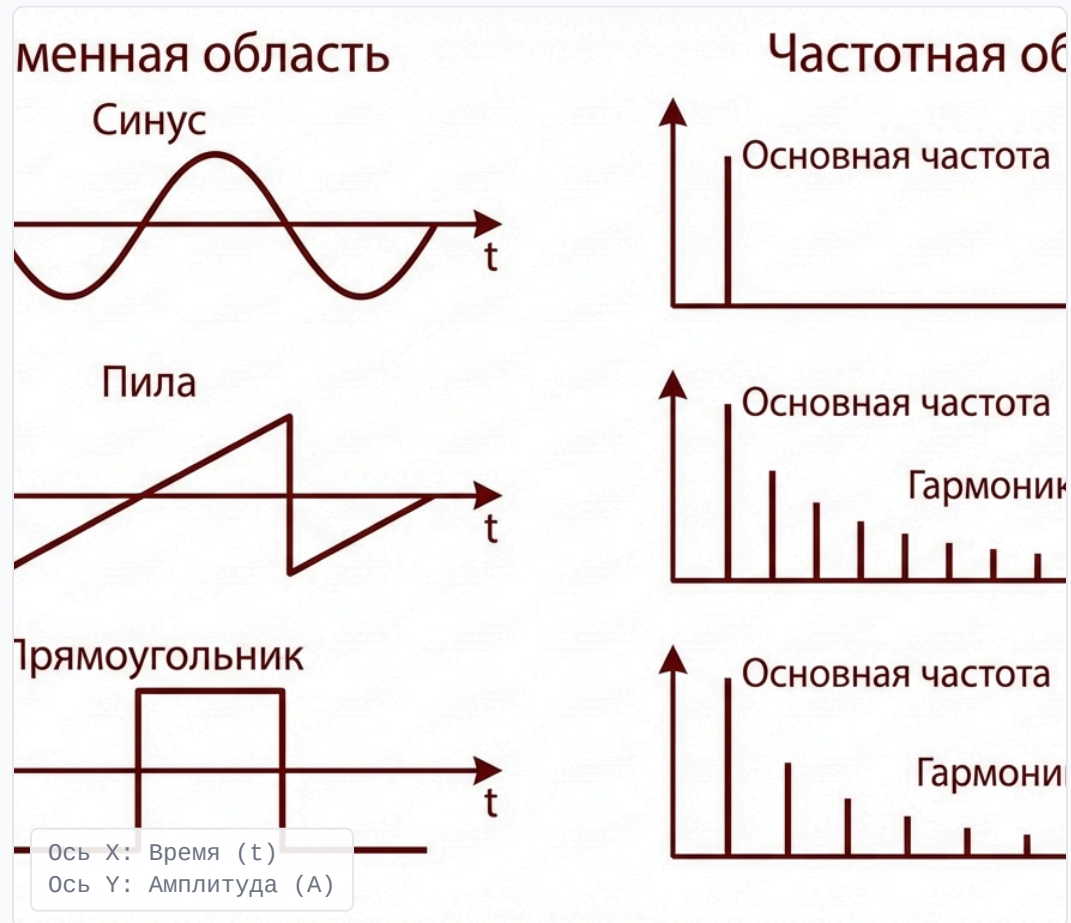 менная область
Частотная об
Синус
Основная частота
t
Пила
Основная частота
Гармоник
t
Прямоугольник
Основная частота
Гармони
t
Ось X: Время (t)
Ось Y: Амплитуда (A)